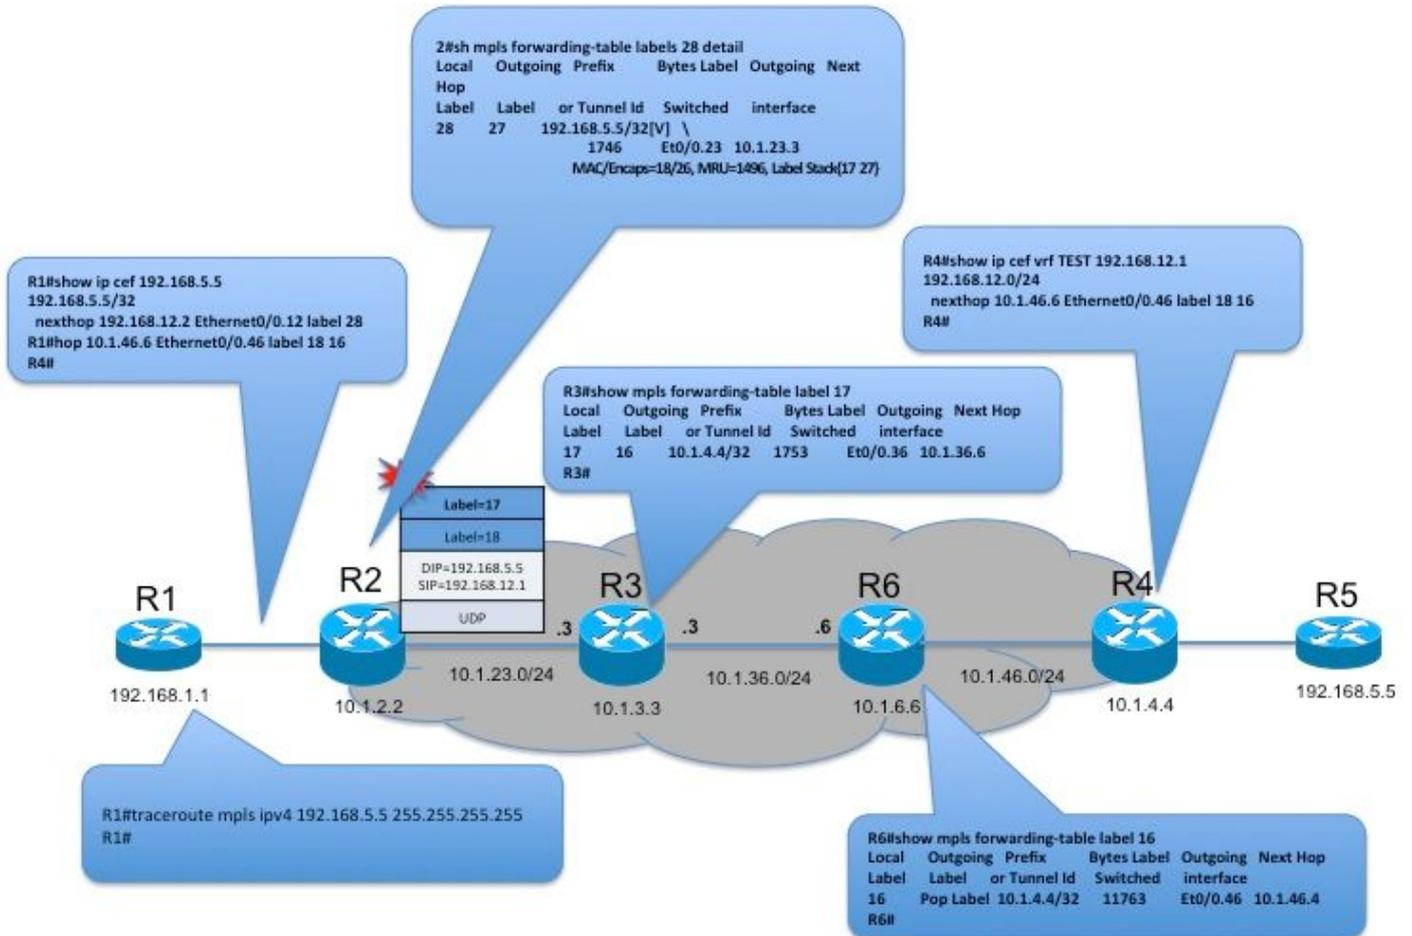 2#sh mpls forwarding-table labels 28 detail
Local Outgoing Prefix Bytes Label Outgoing Next
Hop
Label Label or Tunnel Id Switched interface
28 27 192.168.5.5/32[V] \
1746 Et0/0.23 10.1.23.3
MAC/Encaps=18/26, MRU=1496, Label Stack{17 27}
R1#show ip cef 192.168.5.5
192.168.5.5/32
nexthop 192.168.12.2 Ethernet0/0.12 label 28
R1#hop 10.1.46.6 Ethernet0/0.46 label 18 16
R4#
R4#show ip cef vrf TEST 192.168.12.1
192.168.12.0/24
nexthop 10.1.46.6 Ethernet0/0.46 label 18 16
R4#
R3#show mpls forwarding-table label 17
Local Outgoing Prefix Bytes Label Outgoing Next Hop
Label Label or Tunnel Id Switched interface
17 16 10.1.4.4/32 1753 Et0/0.36 10.1.36.6
R3#
Label=17
Label=18
DIP=192.168.5.5
SIP=192.168.12.1
UDP
R1
R2
R3
R6
R4
R5
.3
.3
.6
192.168.1.1
10.1.2.2
10.1.23.0/24
10.1.3.3
10.1.36.0/24
10.1.6.6
10.1.46.0/24
10.1.4.4
192.168.5.5
R1#traceroute mpls ipv4 192.168.5.5 255.255.255.255
R1#
R6#show mpls forwarding-table label 16
Local Outgoing Prefix Bytes Label Outgoing Next Hop
Label Label or Tunnel Id Switched interface
16 Pop Label 10.1.4.4/32 11763 Et0/0.46 10.1.46.4
R6#